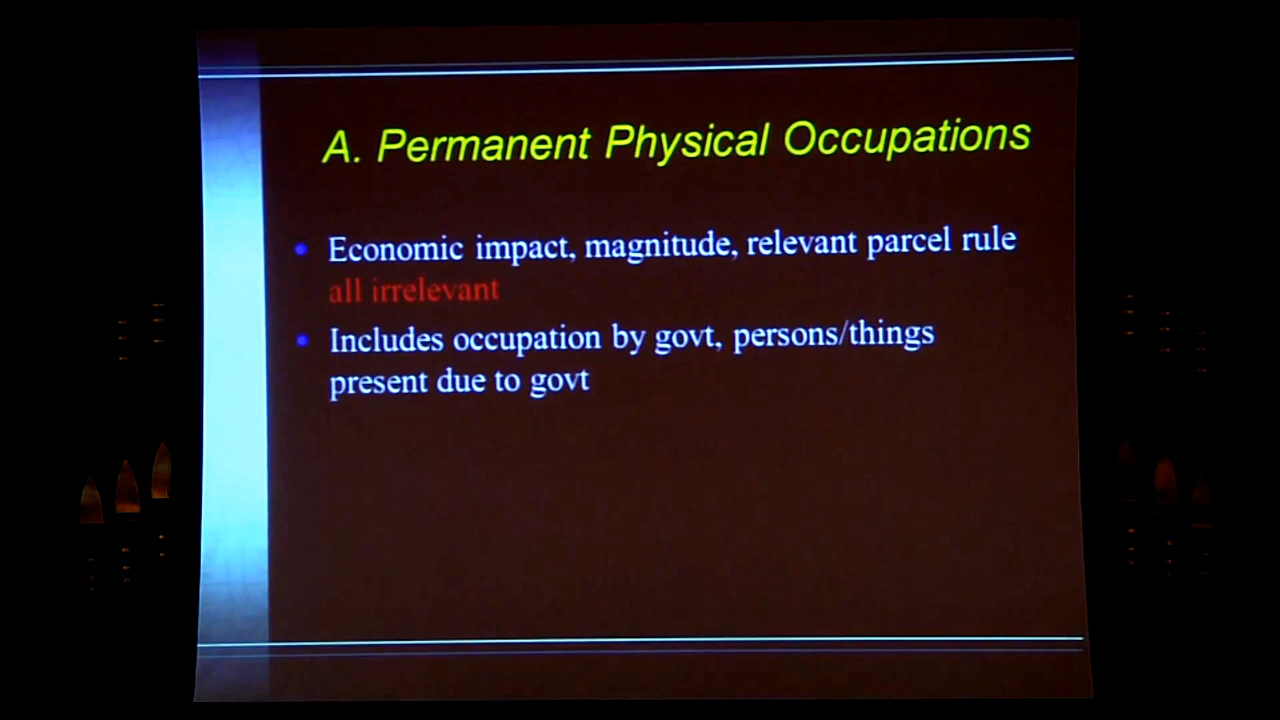 A. Permanent Physical Occupations
Economic impact, magnitude, relevant parcel rule
all irrelevant
Includes occupation by govt, persons/things
present due to govt